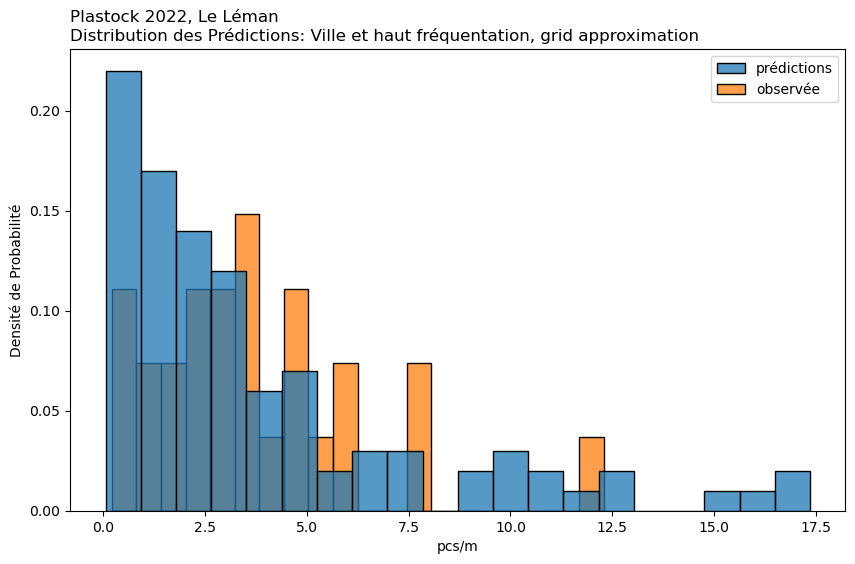 Plastock 2022, Le Léman
Distribution des Prédictions: Ville et haut fréquentation, grid approximation
prédictions
observée
Densité de Probabilité
0.20
0.15
0.10
0.05
0.00
0.0 2.5 5.0 7.5 10.0 12.5 15.0 17.5
pcs/m